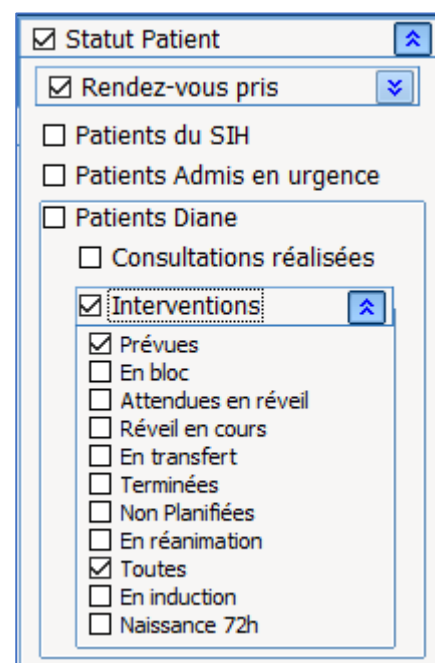 Statut Patient
Rendez-vous pris
Patients du SIH
Patients Admis en urgence
Patients Diane
Consultations réalisées
Interventions
Prévues
En bloc
Attendues en réveil
Réveil en cours
En transfert
Terminées
Non Planifiées
En réanimation
Toutes
En induction
Naissance 72h